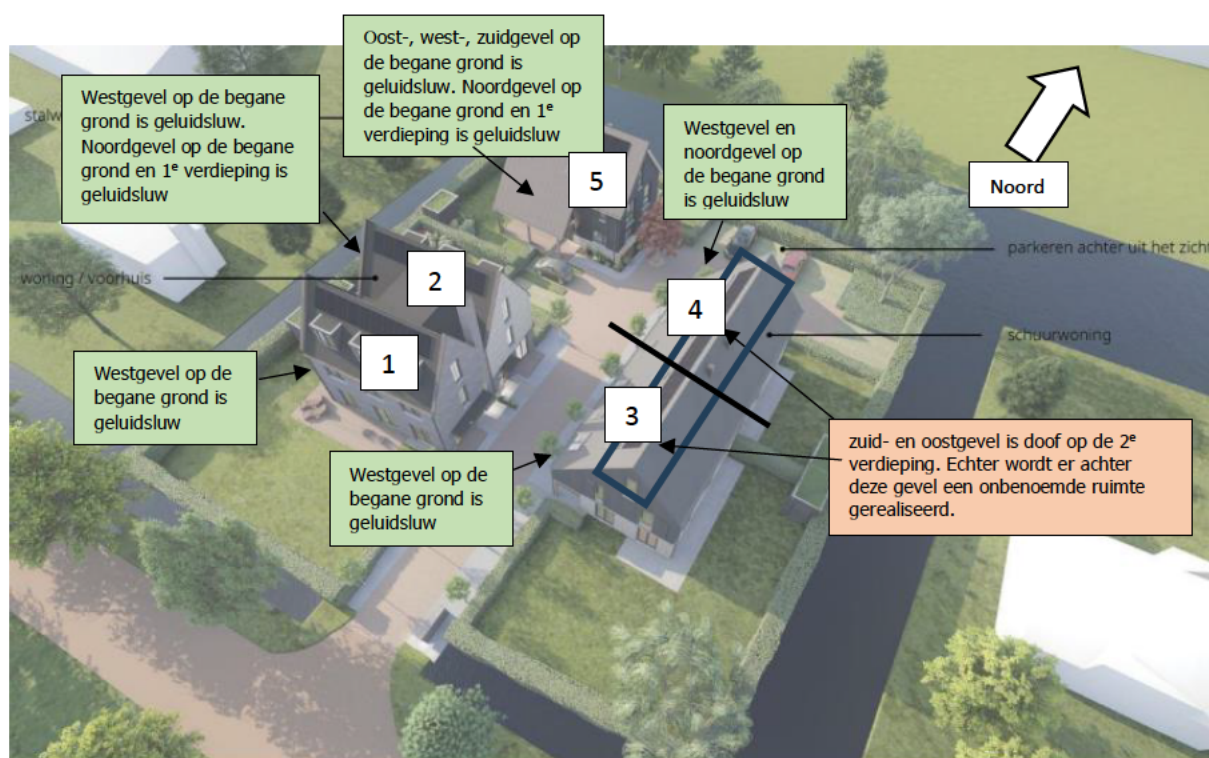 Oost-, west-, zuidgevel op
de begane grond is
geluidsluw. Noordgevel op
de begane grond en 1e
verdieping is geluidsluw
Westgevel op de begane
grond is geluidsluw.
Noordgevel op de begane
grond en 1e verdieping is
geluidsluw
Westgevel en
noordgevel op
de begane grond
is geluidsluw
Noord
5
parkeren achter uit het zicht
woning / voorhuis
2
4
schuurwoning
1
Westgevel op de
begane grond is
geluidsluw
3
zuid- en oostgevel is doof op de 2e
verdieping. Echter wordt er achter
deze gevel een onbenoemde ruimte
gerealiseerd.
Westgevel op de
begane grond is
geluidsluw